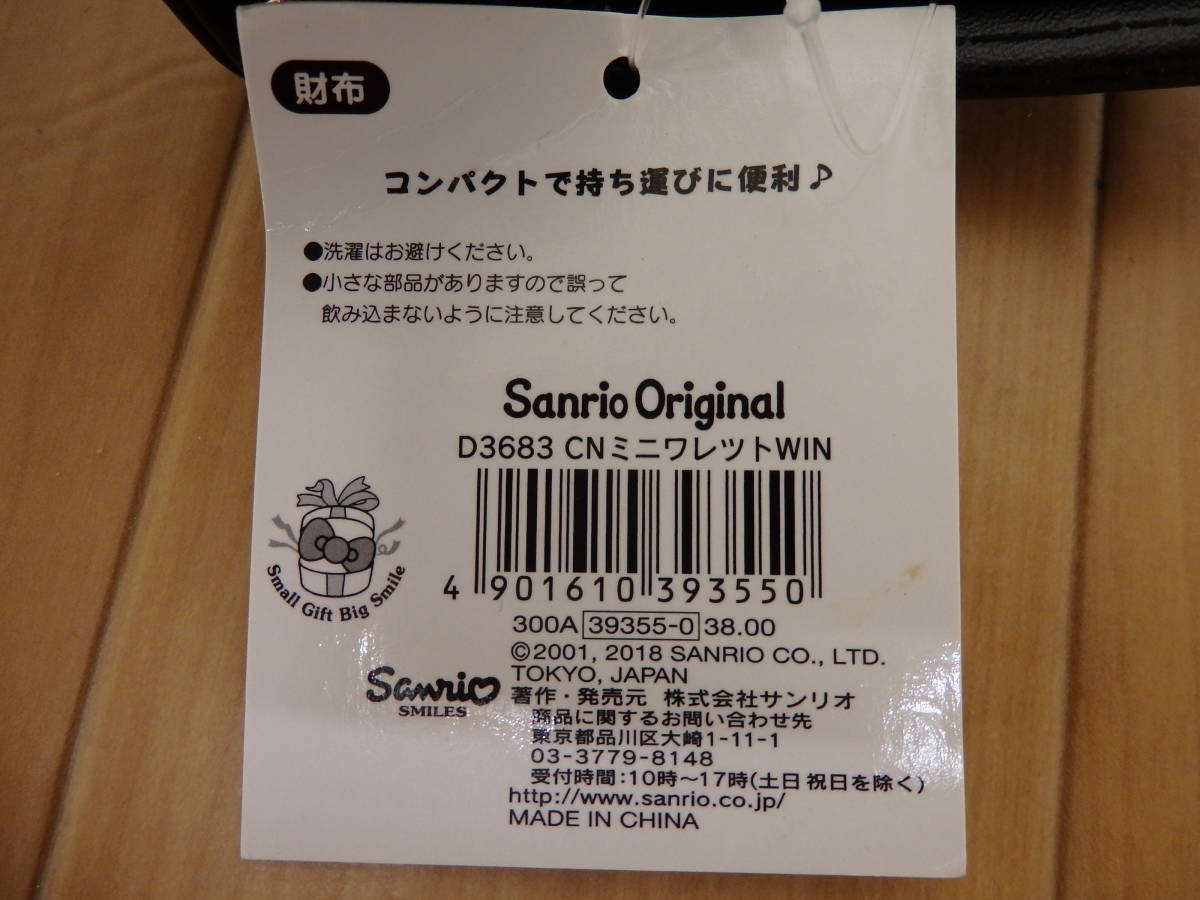 財布
コンパクトで持ち運びに便利♪
●洗濯はお避けください。
●小さな部品がありますので誤って
飲み込まないように注意してください。
Sanrio Original
D3683 CNミニワレツトWIN
4 901610 393550
Small Gift Big Smile
300A 39355-0 38.00
©2001, 2018 SANRIO CO., LTD.
TOKYO, JAPAN
Sanrio
SMILES
著作・発売元 株式会社サンリオ
商品に関するお問い合わせ先
東京都品川区大崎1-11-1
03-3779-8148
受付時間:10時〜17時(土日祝日を除く)
http://www.sanrio.co.jp/
MADE IN CHINA